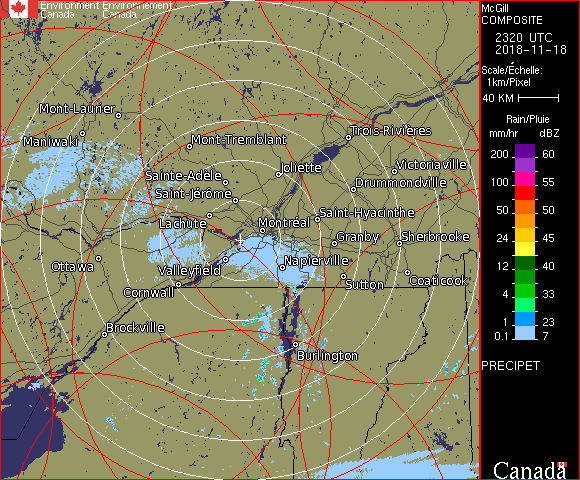 Environment Environnement
Canada Canada
McGill
COMPOSITE
2320 UTC
2018-11-18
Scale/Échelle:
1km/Pixel
40 KM
Rain/Pluie
mm/hr dBZ
200 60
150 57
100 55
50 50
24 45
12 40
4 33
1 23
0.1 7
PRECIPET
Canada
Mont-Laurier
Maniwaki
Mont-Tremblant
Trois-Rivières
Sainte-Adèle
Joliette
Victoriaville
Saint-Jérôme
Drummondville
Lachute
Montréal
Saint-Hyacinthe
Granby
Sherbrooke
Ottawa
Valleyfield
Napierville
Cornwall
Sutton
Coaticook
Brockville
Burlington